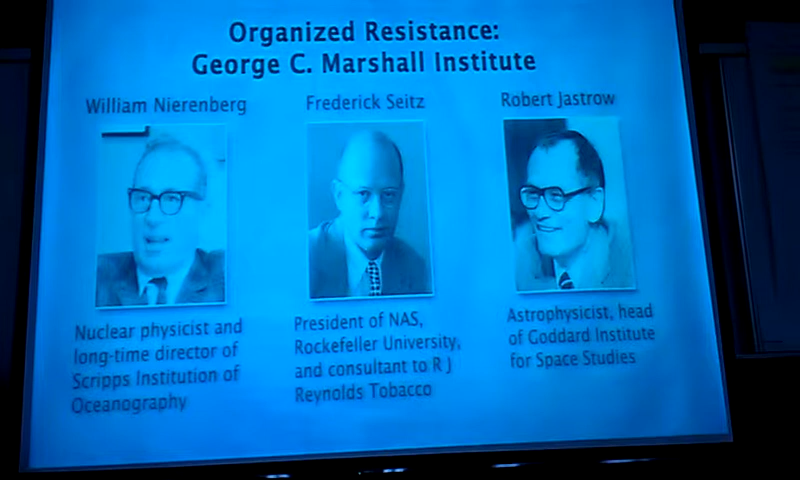 Organized Resistance:
George C. Marshall Institute
William Nierenberg
Frederick Seitz
Robert Jastrow
Nuclear physicist and
long-time director of
Scripps Institution of
Oceanography
President of NAS,
Rockefeller University,
and consultant to R J
Reynolds Tobacco
Astrophysicist, head
of Goddard Institute
for Space Studies